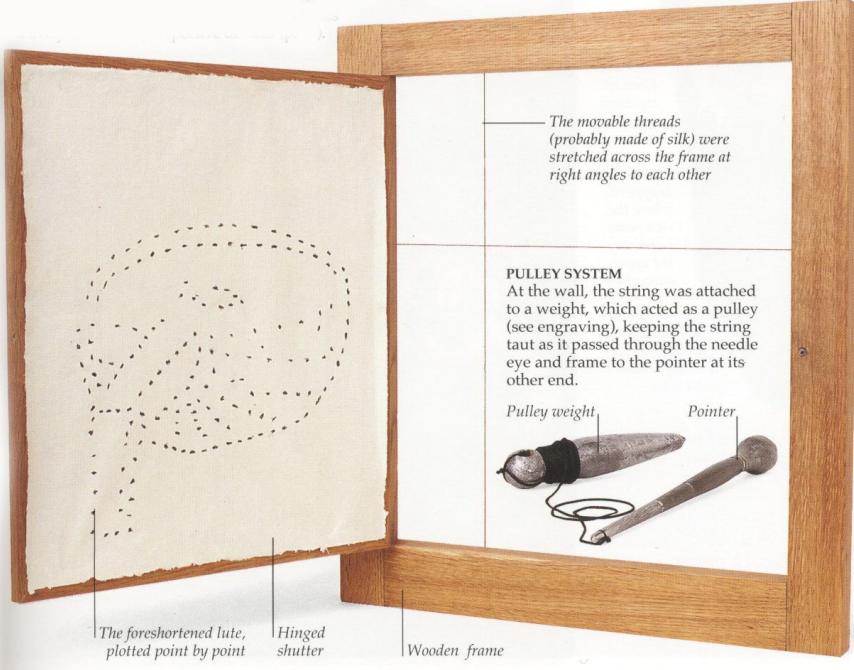 The movable threads
(probably made of silk) were
stretched across the frame at
right angles to each other
PULLEY SYSTEM
At the wall, the string was attached
to a weight, which acted as a pulley
(see engraving), keeping the string
taut as it passed through the needle
eye and frame to the pointer at its
other end.
Pulley weight
Pointer
The foreshortened lute,
plotted point by point
Hinged
shutter
Wooden frame